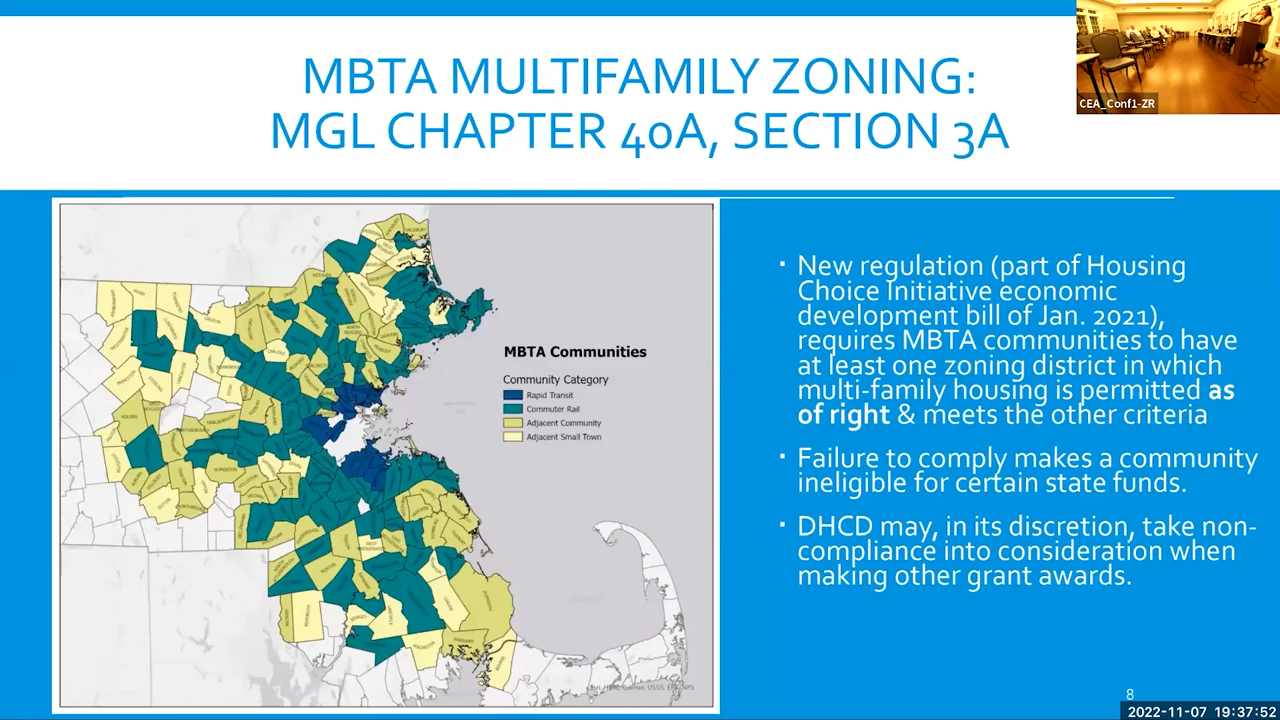 MBTA MULTIFAMILY ZONING:
MGL CHAPTER 40A, SECTION 3A
CEA_Conf1-ZR
MBTA Communities
Community Category
Rapid Transit
Commuter Rail
Adjacent Community
Adjacent Small Town
▪ New regulation (part of Housing
Choice Initiative economic
development bill of Jan. 2021),
requires MBTA communities to have
at least one zoning district in which
multi-family housing is permitted as
of right & meets the other criteria
▪ Failure to comply makes a community
ineligible for certain state funds.
▪ DHCD may, in its discretion, take non-
compliance into consideration when
making other grant awards.
8
2022-11-07 19:37:52